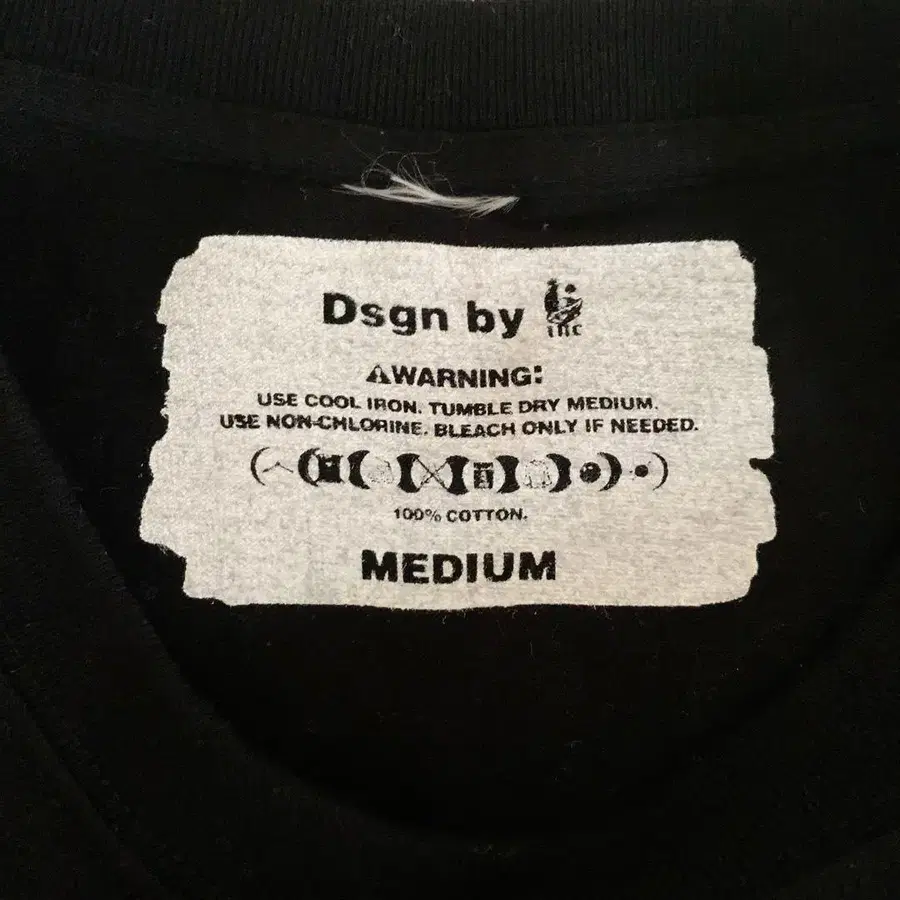 Dsgn by
inc
⚠WARNING:
USE COOL IRON. TUMBLE DRY MEDIUM.
USE NON-CHLORINE. BLEACH ONLY IF NEEDED.
100% COTTON.
MEDIUM